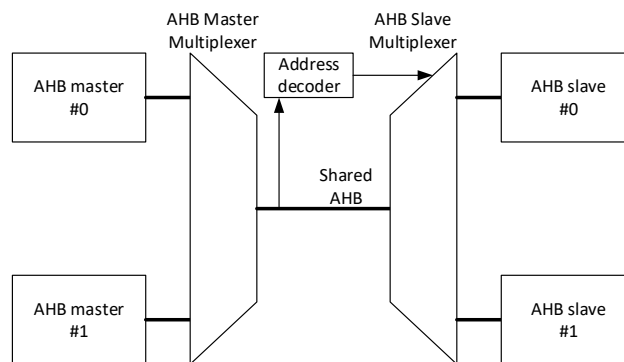 AHB Master
Multiplexer
AHB Slave
Multiplexer
AHB master
#0
Address
decoder
AHB slave
#0
Shared
AHB
AHB master
#1
AHB slave
#1